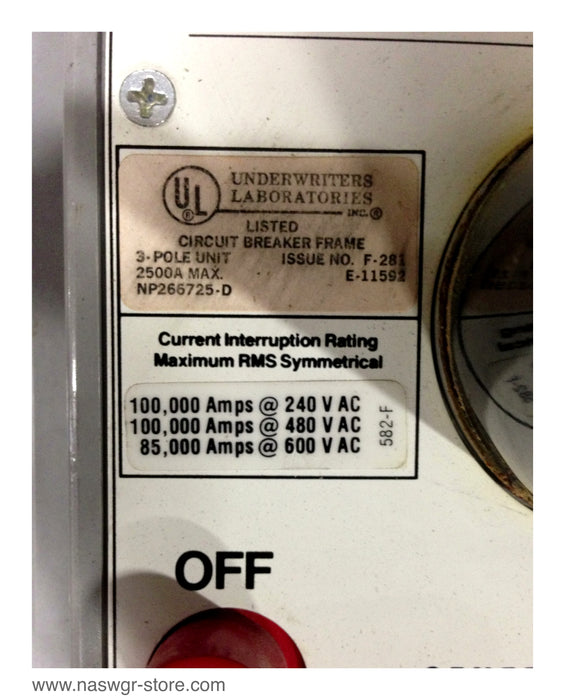 UL
®
UNDERWRITERS
LABORATORIES
INC.®
LISTED
CIRCUIT BREAKER FRAME
3-POLE UNIT ISSUE NO. F-281
2500A MAX. E-11592
NP266725-D
Current Interruption Rating
Maximum RMS Symmetrical
100,000 Amps @ 240 V AC
100,000 Amps @ 480 V AC
85,000 Amps @ 600 V AC
582-F
OFF
www.naswgr-store.com